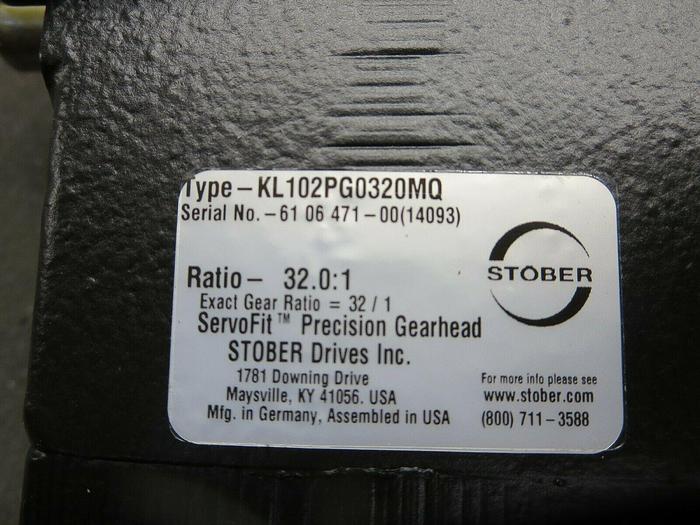 Type-KL102PG0320MQ
Serial No.-61 06 471-00(14093)
STÖBER
Ratio- 32.0:1
Exact Gear Ratio = 32 / 1
ServoFit™ Precision Gearhead
STOBER Drives Inc.
1781 Downing Drive
Maysville, KY 41056. USA
Mfg. in Germany, Assembled in USA
For more info please see
www.stober.com
(800) 711-3588